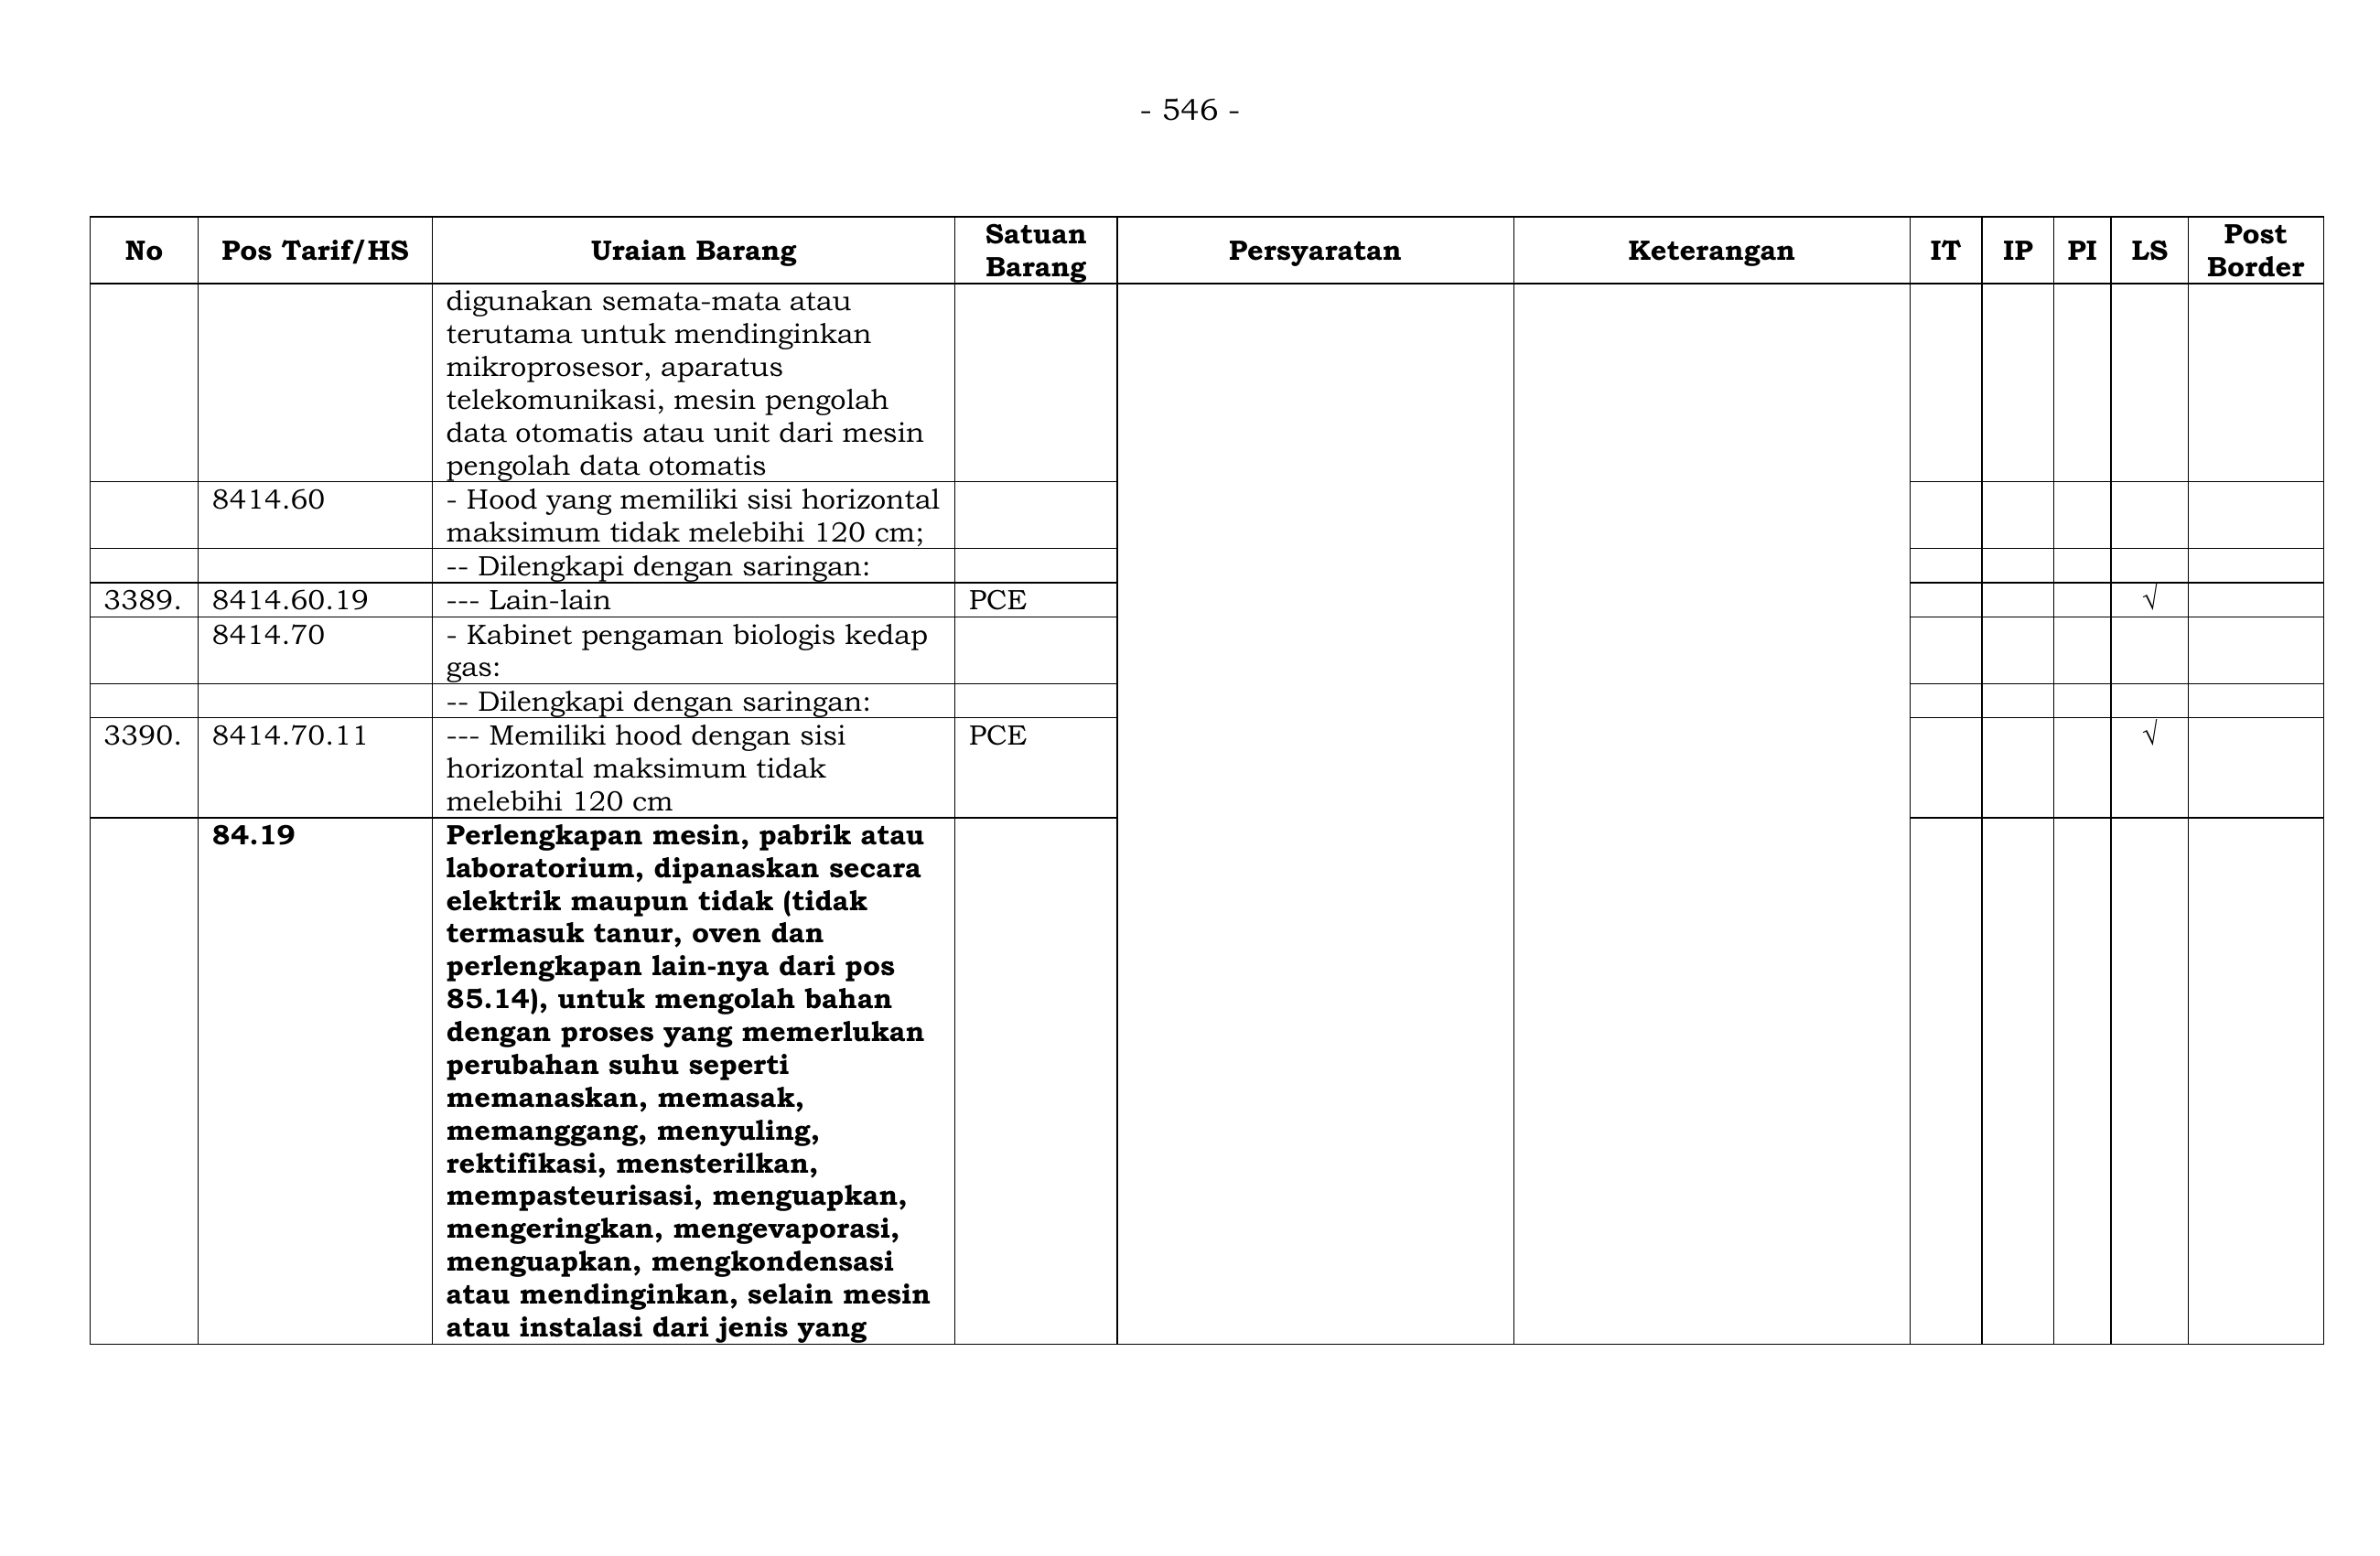 - 546 -
No Pos Tarif/HS Uraian Barang Satuan Barang Persyaratan Keterangan IT IP PI LS Post Border
digunakan semata-mata atau
terutama untuk mendinginkan
mikroprosesor, aparatus
telekomunikasi, mesin pengolah
data otomatis atau unit dari mesin
pengolah data otomatis
8414.60 - Hood yang memiliki sisi horizontal
maksimum tidak melebihi 120 cm;
-- Dilengkapi dengan saringan:
3389. 8414.60.19 --- Lain-lain PCE √
8414.70 - Kabinet pengaman biologis kedap
gas:
-- Dilengkapi dengan saringan:
3390. 8414.70.11 --- Memiliki hood dengan sisi PCE √
horizontal maksimum tidak
melebihi 120 cm
84.19 Perlengkapan mesin, pabrik atau
laboratorium, dipanaskan secara
elektrik maupun tidak (tidak
termasuk tanur, oven dan
perlengkapan lain-nya dari pos
85.14), untuk mengolah bahan
dengan proses yang memerlukan
perubahan suhu seperti
memanaskan, memasak,
memanggang, menyuling,
rektifikasi, mensterilkan,
mempasteurisasi, menguapkan,
mengeringkan, mengevaporasi,
menguapkan, mengkondensasi
atau mendinginkan, selain mesin
atau instalasi dari jenis yang